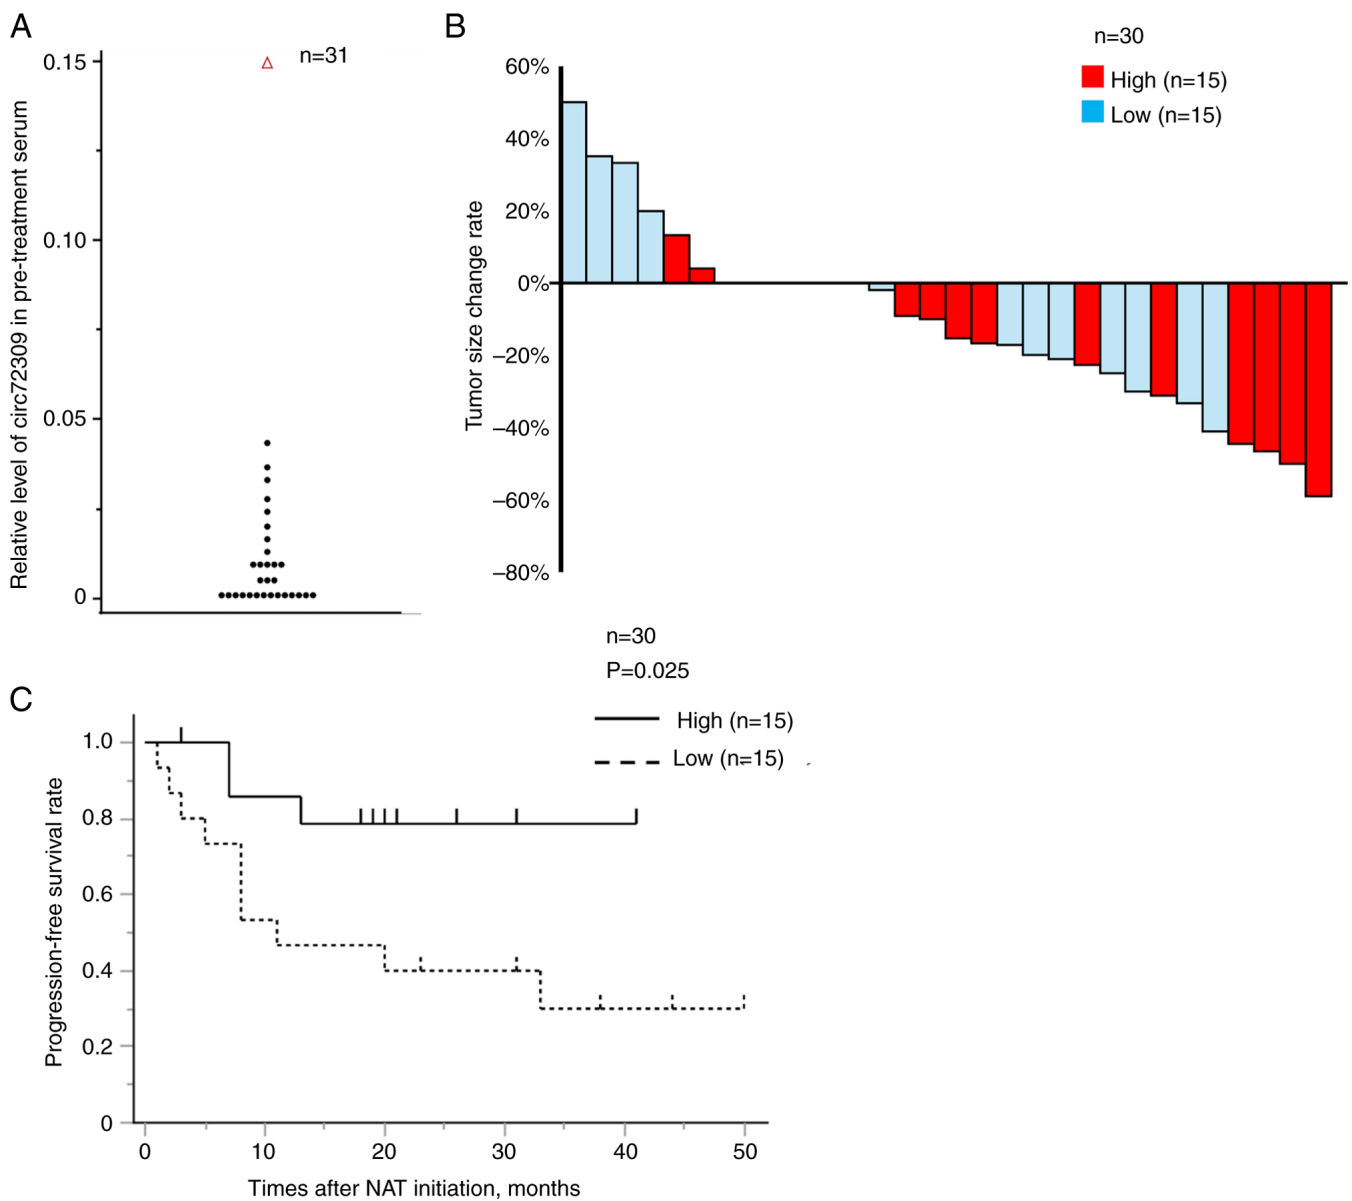 A
n=31
0.15
0.10
0.05
0
Relative level of circ72309 in pre-treatment serum
B
n=30
High (n=15)
Low (n=15)
60%
40%
20%
0%
–20%
–40%
–60%
–80%
Tumor size change rate
C
n=30
P=0.025
High (n=15)
Low (n=15)
1.0
0.8
0.6
0.4
0.2
0
Progression-free survival rate
0 10 20 30 40 50
Times after NAT initiation, months